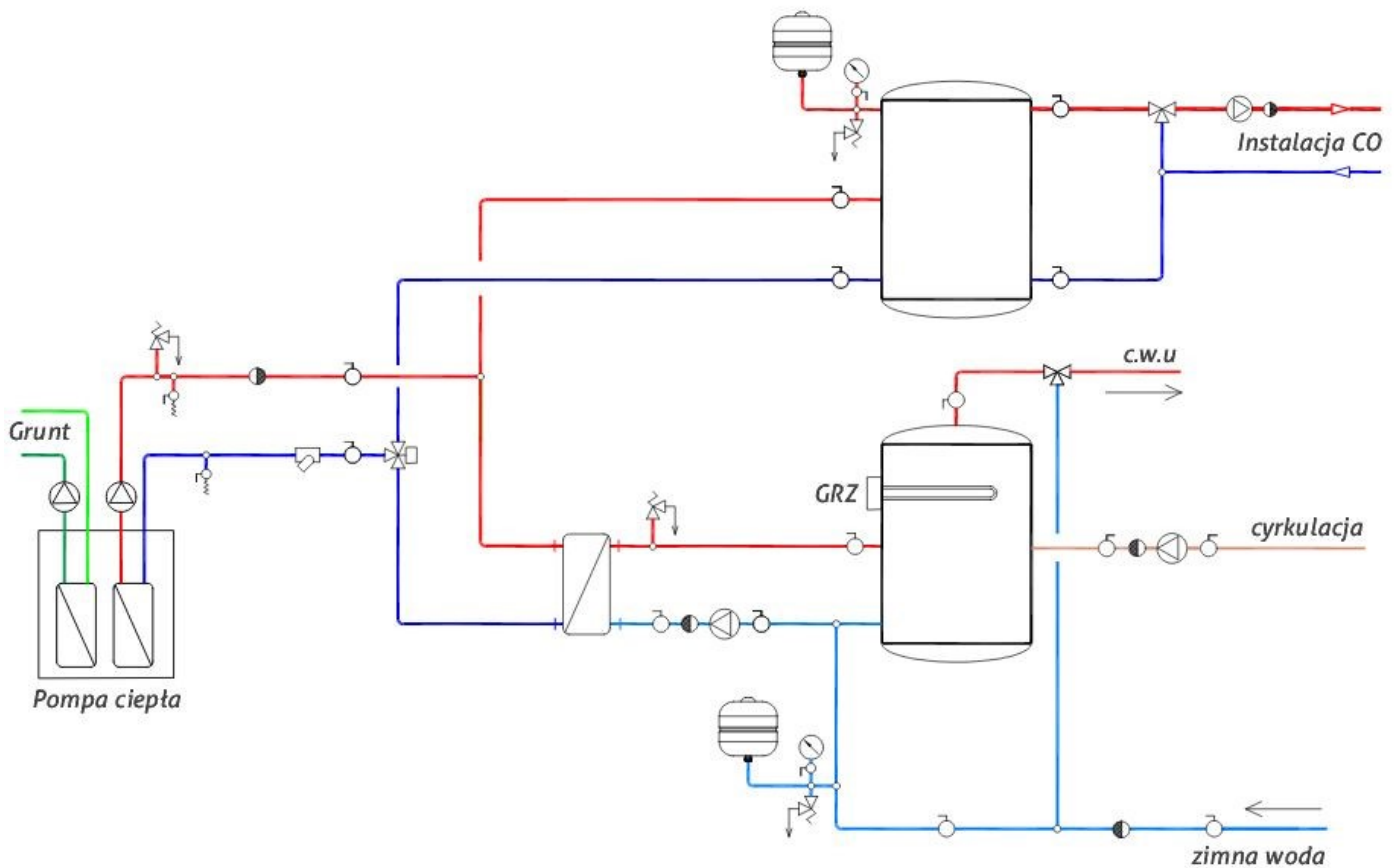 Instalacja CO
c.w.u
Grunt
GRZ
cyrkulacja
Pompa ciepła
zimna woda